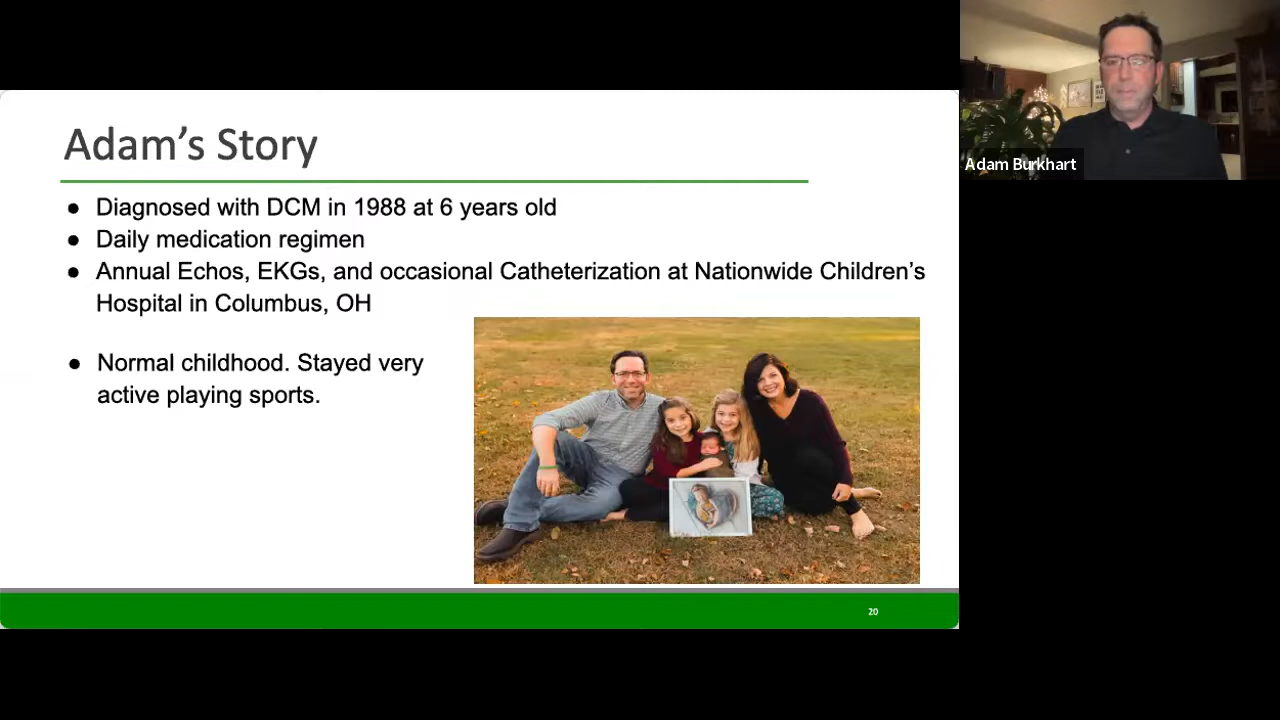 Adam’s Story
● Diagnosed with DCM in 1988 at 6 years old
● Daily medication regimen
● Annual Echos, EKGs, and occasional Catheterization at Nationwide Children’s
Hospital in Columbus, OH
● Normal childhood. Stayed very
active playing sports.
20
Adam Burkhart